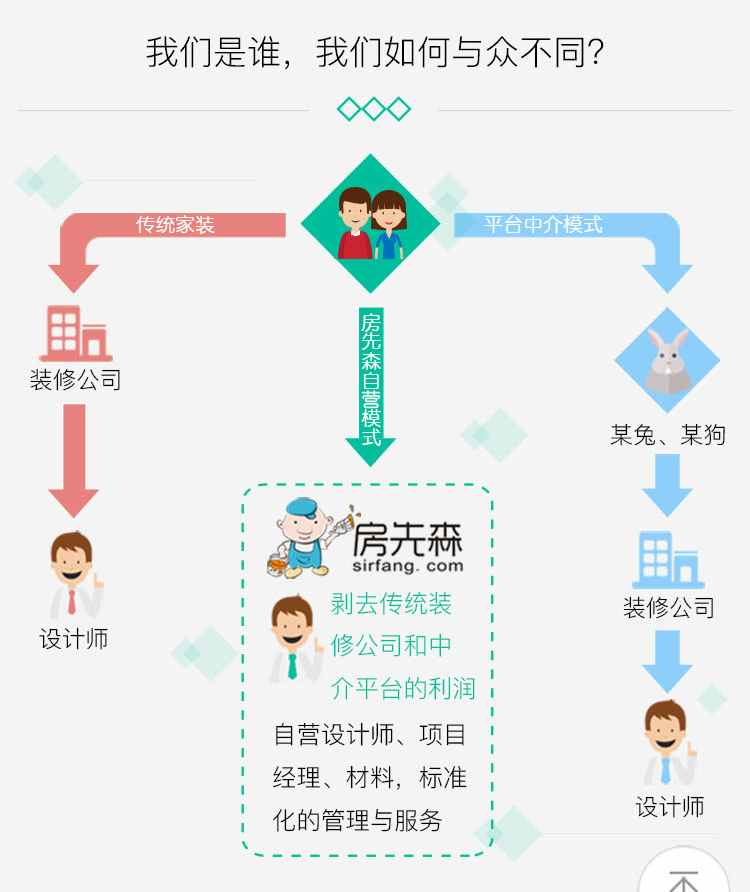 我们是谁，我们如何与众不同？
传统家装
平台中介模式
房先森自营模式
装修公司
某兔、某狗
房先森
sirfang.com
剥去传统装
修公司和中
介平台的利润
设计师
装修公司
自营设计师、项目
经理、材料，标准
化的管理与服务
设计师